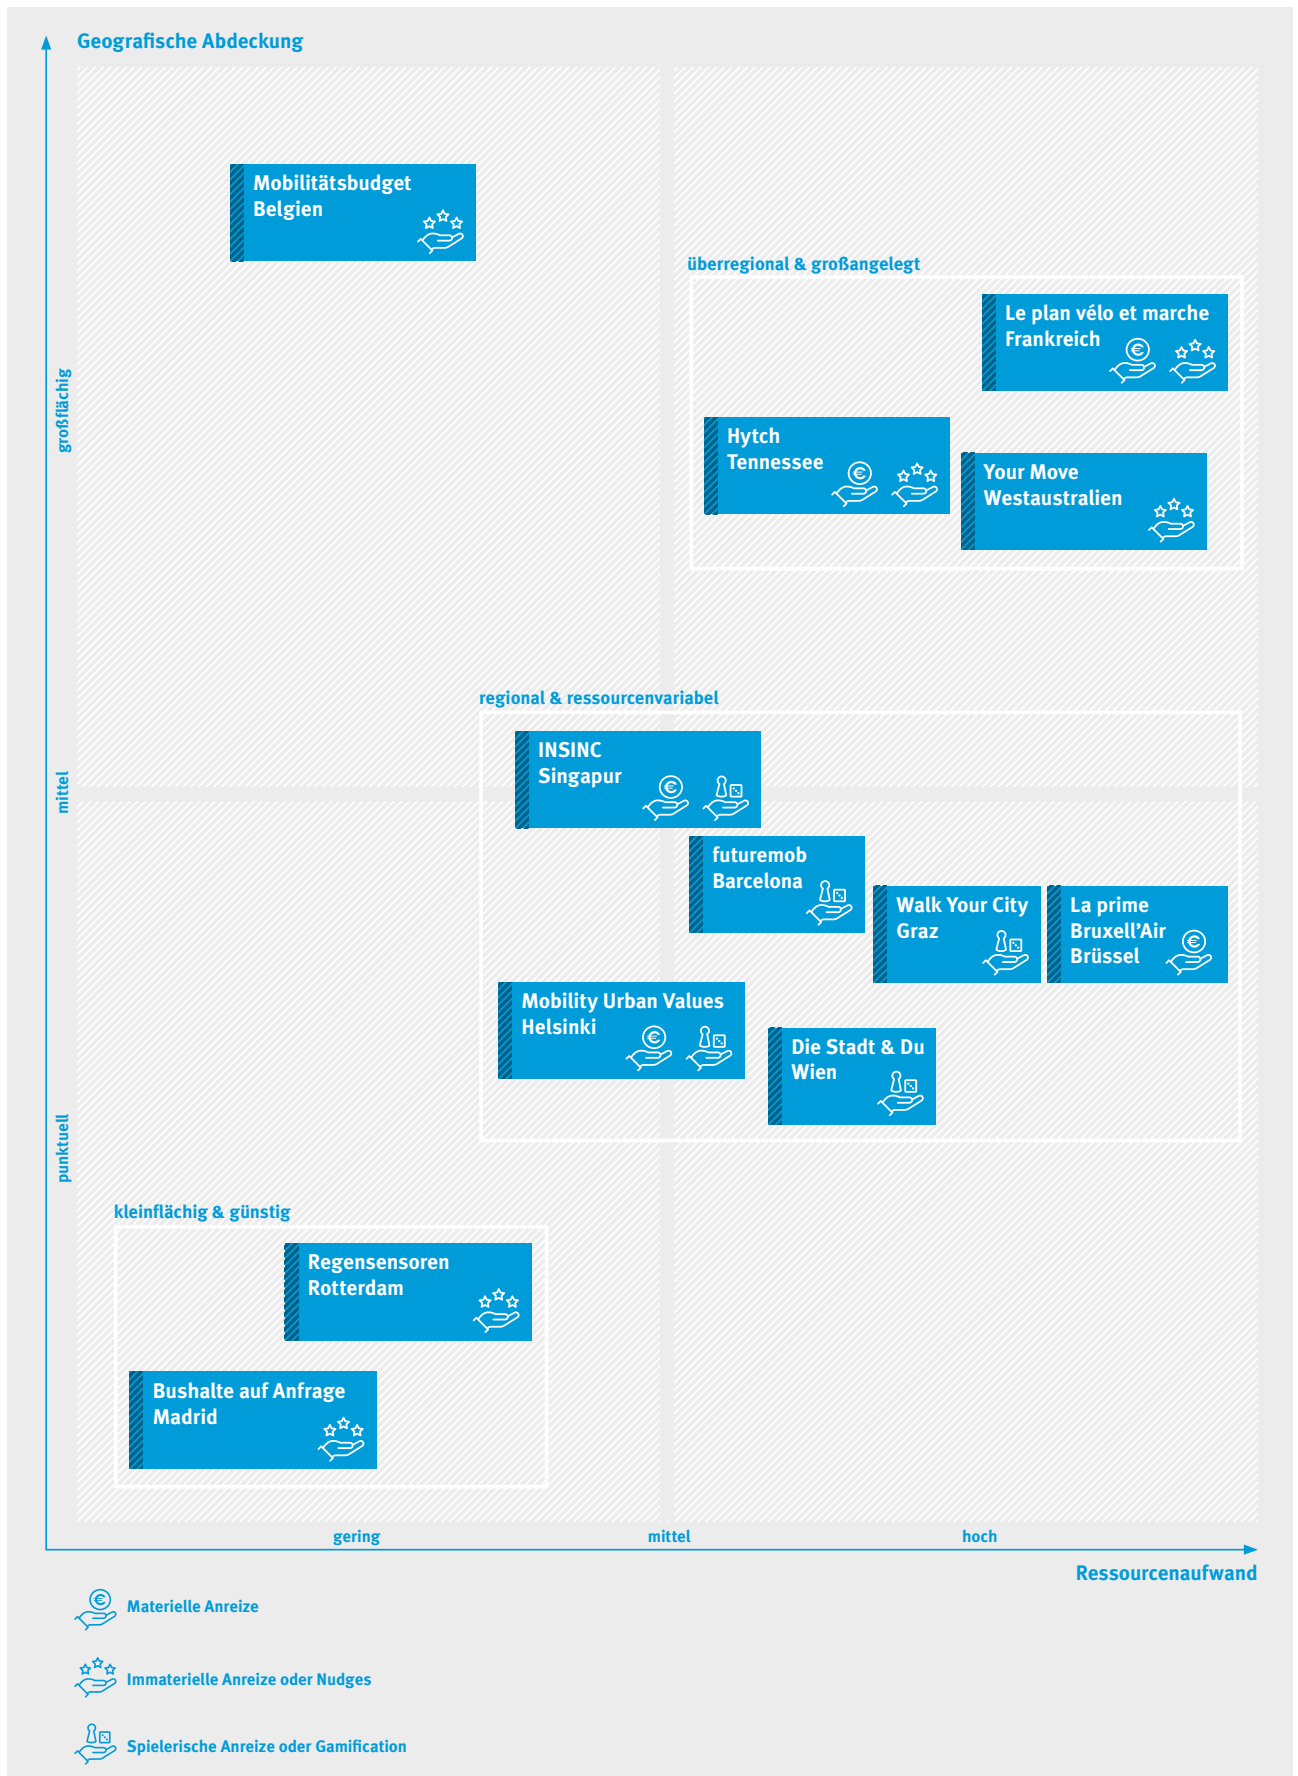 Geografische Abdeckung
Mobilitätsbudget
Belgien
überregional & großangelegt
Le plan vélo et marche
Frankreich
großflächig
Hytch
Tennessee
Your Move
Westaustralien
regional & ressourcenvariabel
INSINC
Singapur
mittel
futuremob
Barcelona
Walk Your City
Graz
La prime
Bruxell’Air
Brüssel
Mobility Urban Values
Helsinki
Die Stadt & Du
Wien
punktuell
kleinflächig & günstig
Regensensoren
Rotterdam
Bushalte auf Anfrage
Madrid
gering
mittel
hoch
Ressourcenaufwand
Materielle Anreize
Immaterielle Anreize oder Nudges
Spielerische Anreize oder Gamification